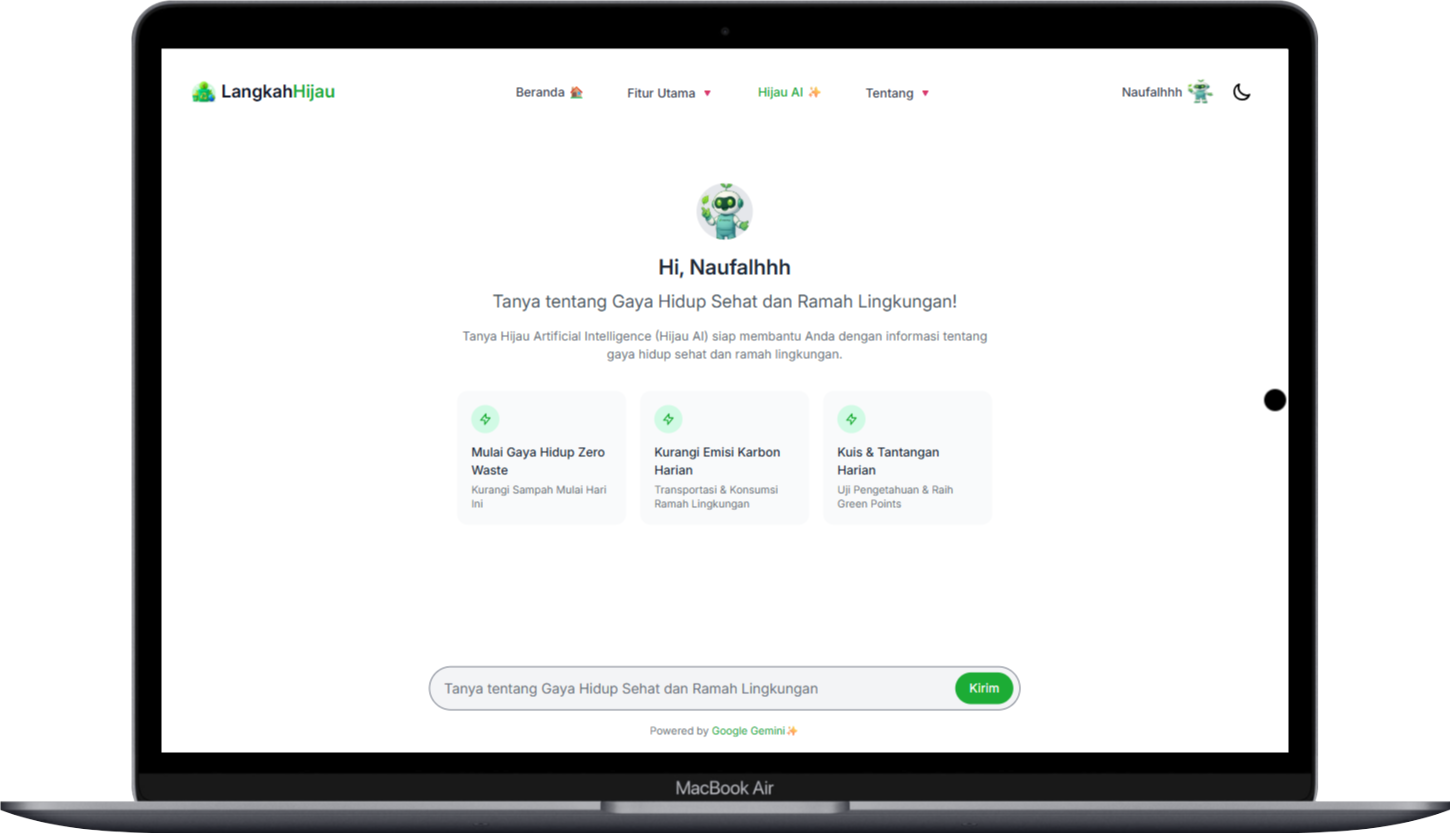 LangkahHijau
Beranda
Fitur Utama
Hijau AI
Tentang
Naufalhhh
Hi, Naufalhhh
Tanya tentang Gaya Hidup Sehat dan Ramah Lingkungan!
Tanya Hijau Artificial Intelligence (Hijau AI) siap membantu Anda dengan informasi tentang
gaya hidup sehat dan ramah lingkungan.
Mulai Gaya Hidup Zero
Waste
Kurangi Sampah Mulai Hari
Ini
Kurangi Emisi Karbon
Harian
Transportasi & Konsumsi
Ramah Lingkungan
Kuis & Tantangan
Harian
Uji Pengetahuan & Raih
Green Points
Tanya tentang Gaya Hidup Sehat dan Ramah Lingkungan
Kirim
Powered by Google Gemini
MacBook Air